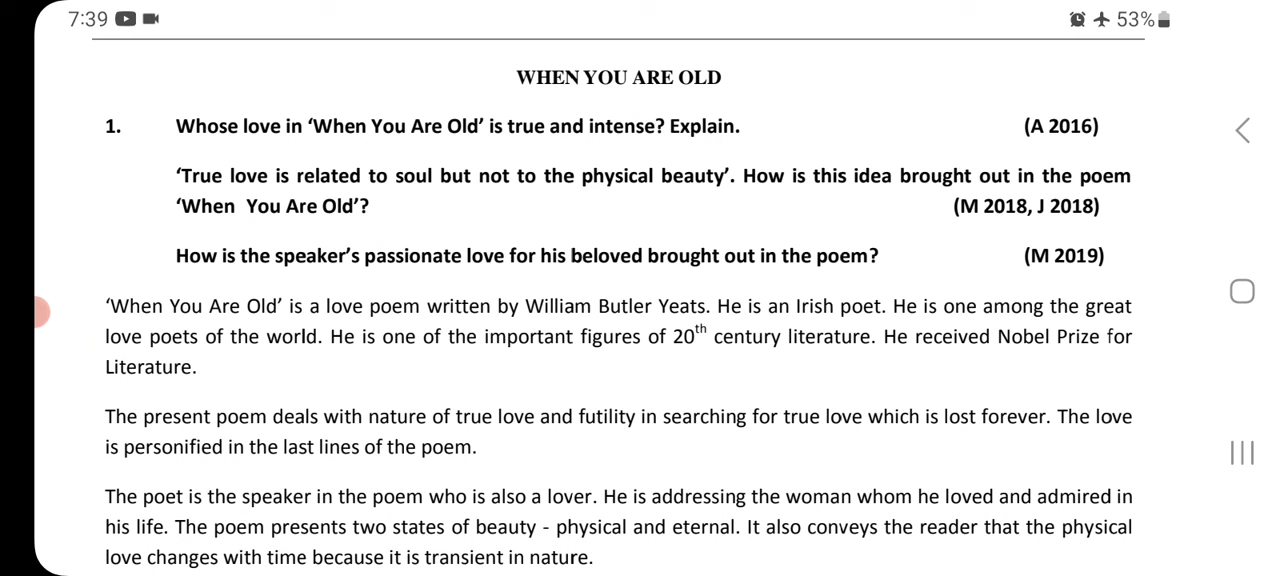 7:39 53%
WHEN YOU ARE OLD
1. Whose love in ‘When You Are Old’ is true and intense? Explain. (A 2016)
‘True love is related to soul but not to the physical beauty’. How is this idea brought out in the poem
‘When You Are Old’? (M 2018, J 2018)
How is the speaker’s passionate love for his beloved brought out in the poem? (M 2019)
‘When You Are Old’ is a love poem written by William Butler Yeats. He is an Irish poet. He is one among the great
love poets of the world. He is one of the important figures of 20th century literature. He received Nobel Prize for
Literature.
The present poem deals with nature of true love and futility in searching for true love which is lost forever. The love
is personified in the last lines of the poem.
The poet is the speaker in the poem who is also a lover. He is addressing the woman whom he loved and admired in
his life. The poem presents two states of beauty - physical and eternal. It also conveys the reader that the physical
love changes with time because it is transient in nature.